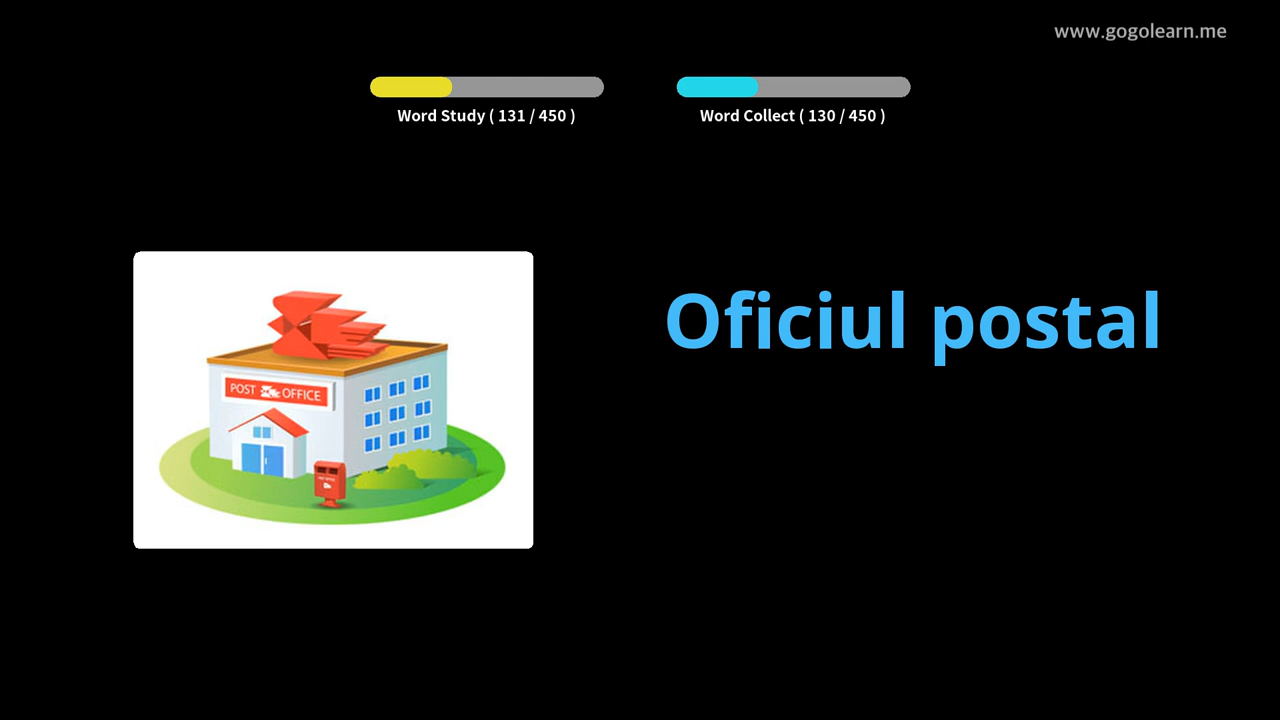 www.gogolearn.me
Word Study ( 131 / 450 )
Word Collect ( 130 / 450 )
Oficiul postal
POST OFFICE